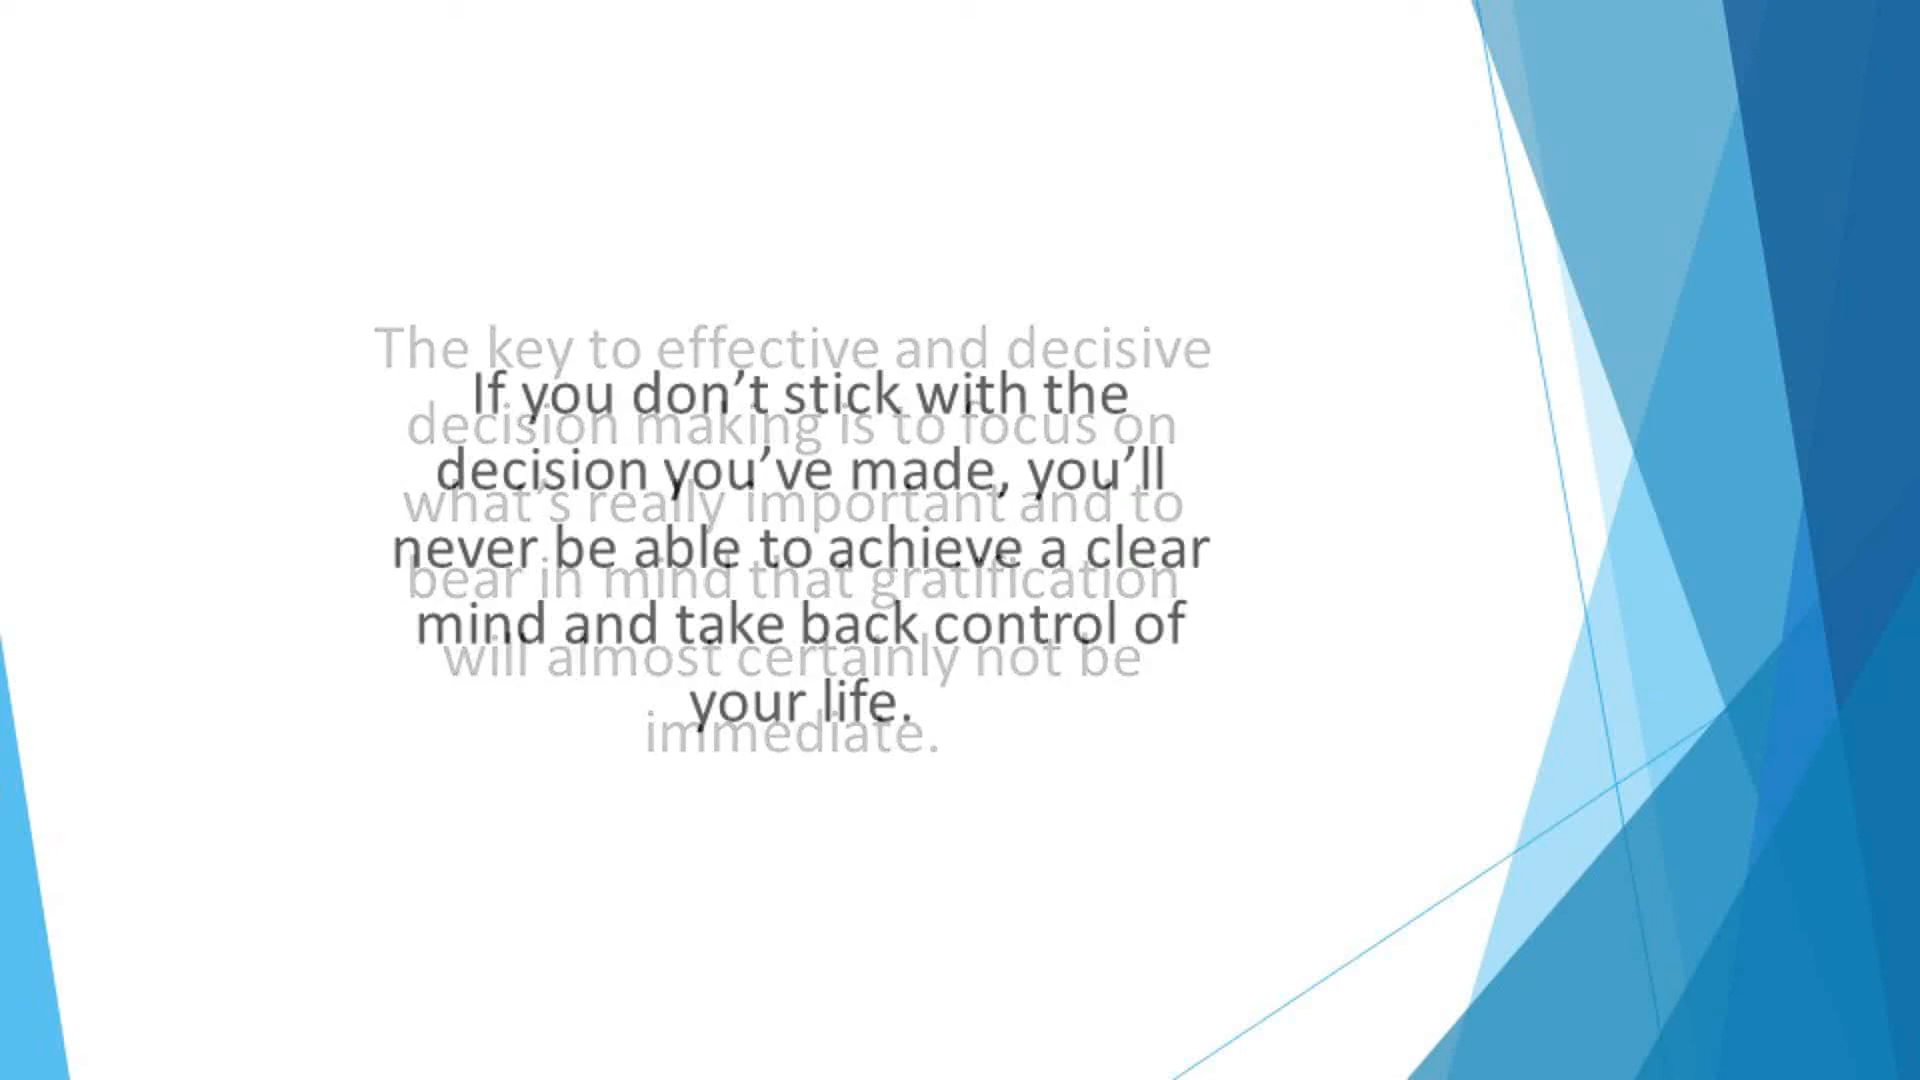 The key to effective and decisive
decision making is to focus on
what's really important and to
bear in mind that gratification
will almost certainly not be
immediate.
If you don’t stick with the
decision you’ve made, you’ll
never be able to achieve a clear
mind and take back control of
your life.